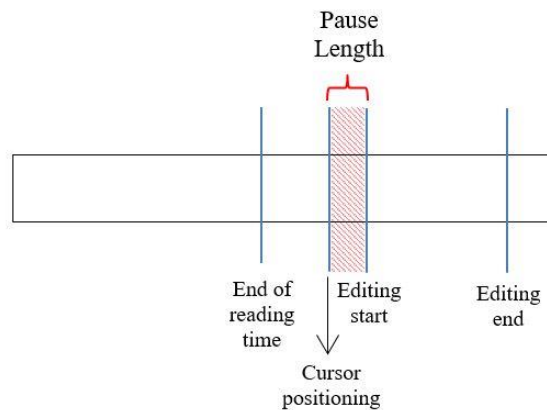 Pause
Length
End of
reading
time
Editing
start
Editing
end
Cursor
positioning